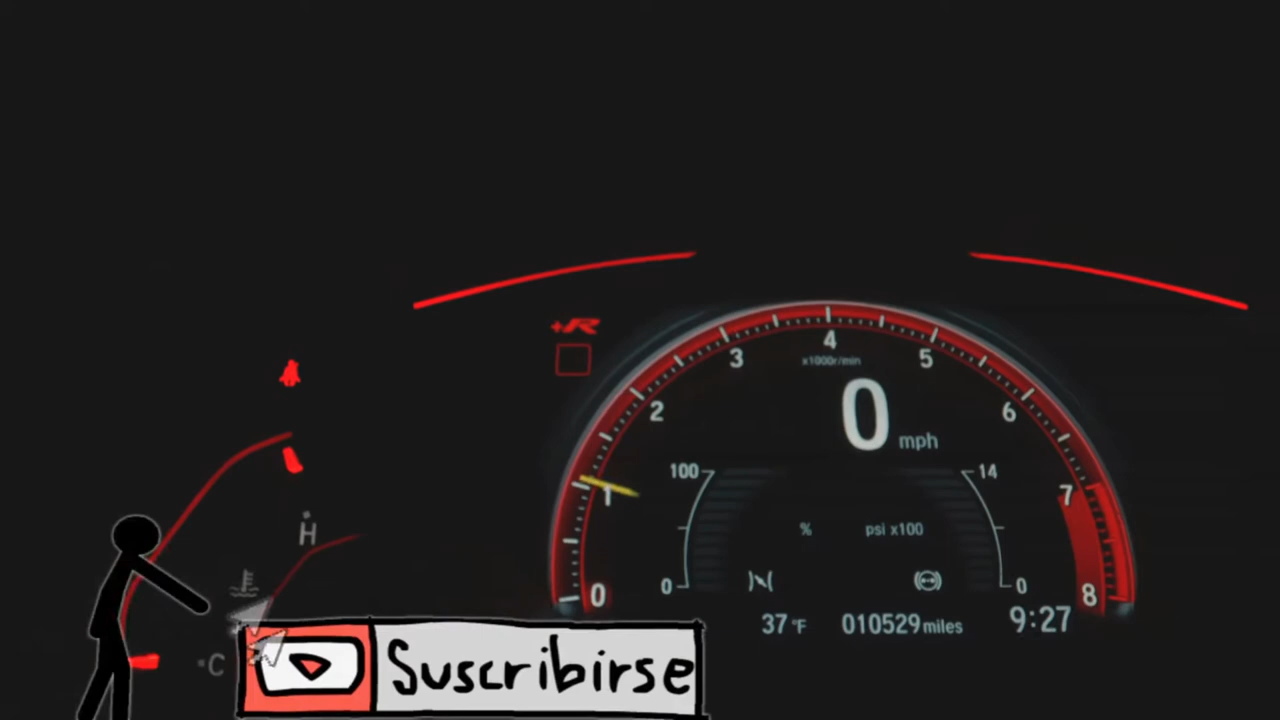 +R
4
3
5
x1000r/min
2
6
0
mph
100
14
1
7
%
psi x100
H
0
0
0
8
C
37°F
010529 miles
9:27
Suscribirse